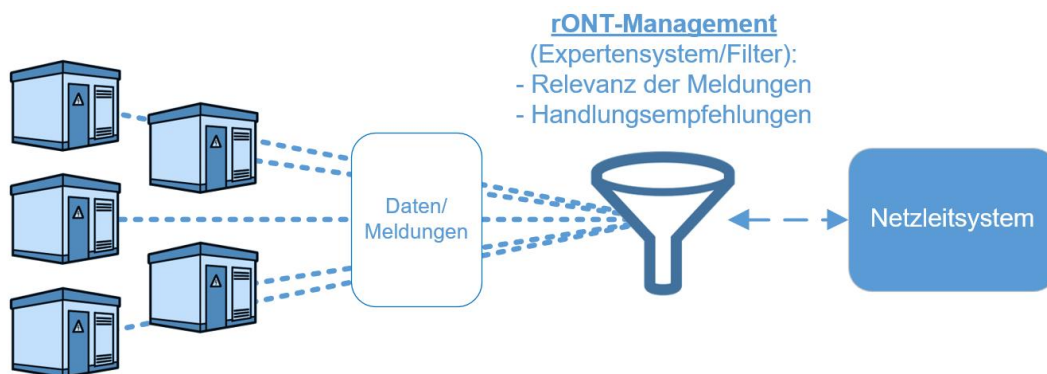 rONT-Management
(Expertensystem/Filter):
- Relevanz der Meldungen
- Handlungsempfehlungen
Daten/
Meldungen
Netzleitsystem